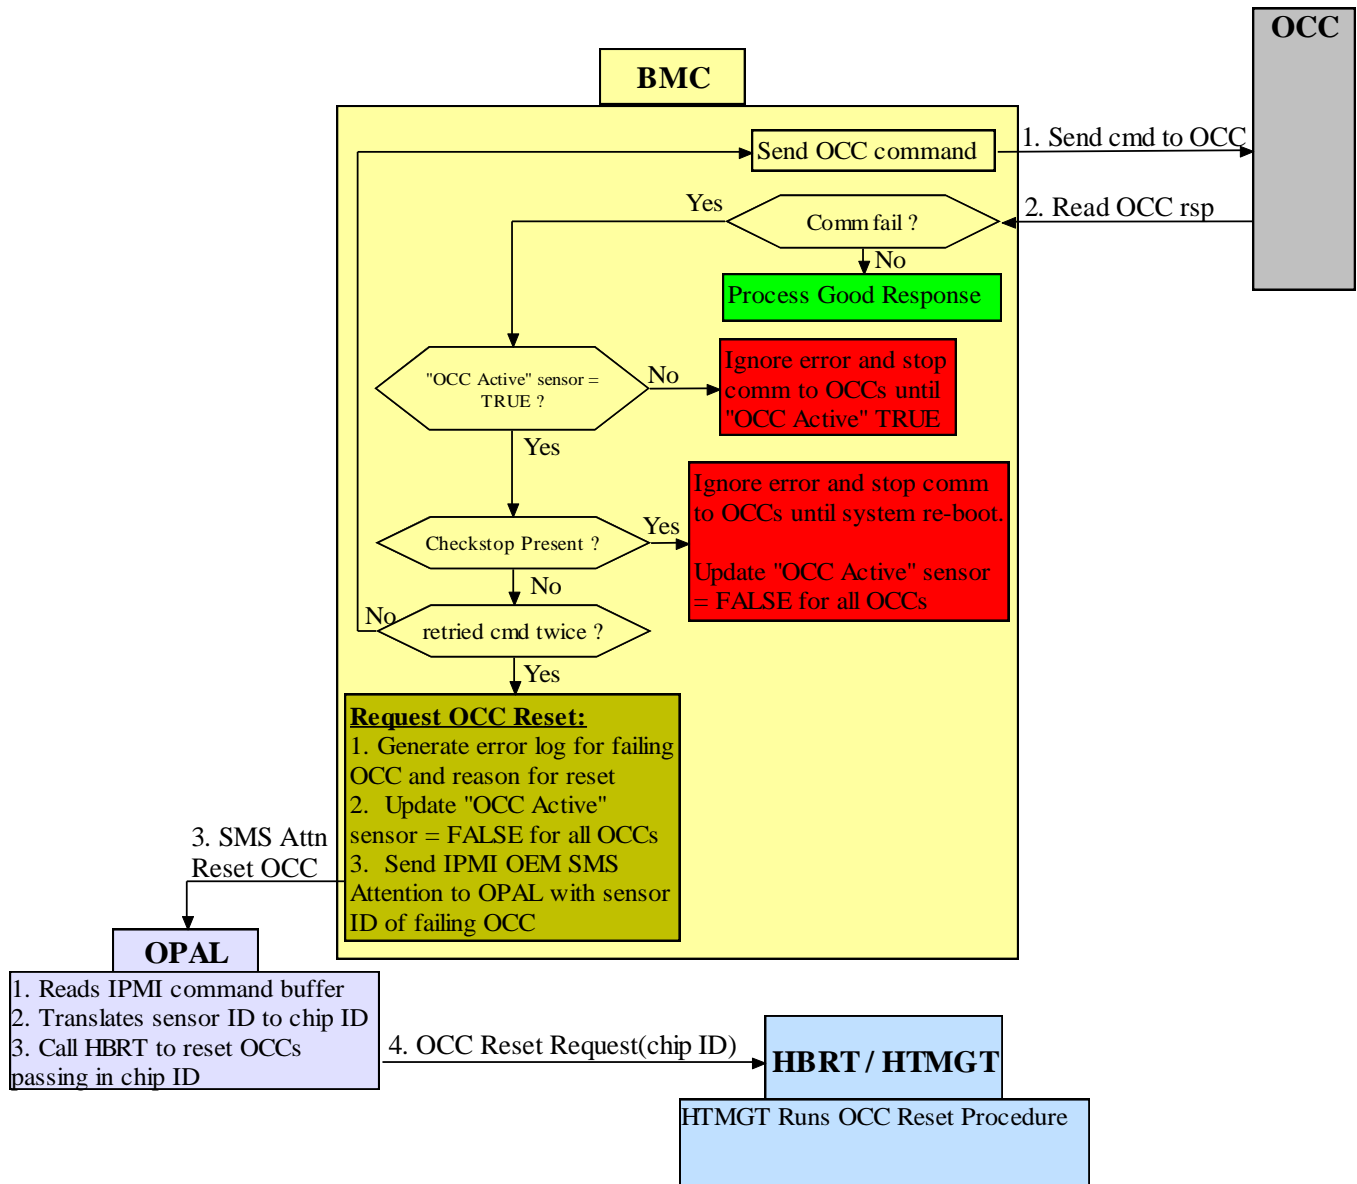 OCC
BMC
Send OCC command
1. Send cmd to OCC
Yes
Comm fail ?
2. Read OCC rsp
No
Process Good Response
"OCC Active" sensor =
TRUE ?
No
Ignore error and stop
comm to OCCs until
"OCC Active" TRUE
Yes
Checkstop Present ?
Yes
Ignore error and stop comm
to OCCs until system re-boot.
Update "OCC Active" sensor
= FALSE for all OCCs
No
No
retried cmd twice ?
Yes
Request OCC Reset:
1. Generate error log for failing
OCC and reason for reset
2. Update "OCC Active"
sensor = FALSE for all OCCs
3. Send IPMI OEM SMS
Attention to OPAL with sensor
ID of failing OCC
3. SMS Attn
Reset OCC
OPAL
1. Reads IPMI command buffer
2. Translates sensor ID to chip ID
3. Call HBRT to reset OCCs
passing in chip ID
4. OCC Reset Request(chip ID)
HBRT / HTMGT
HTMGT Runs OCC Reset Procedure